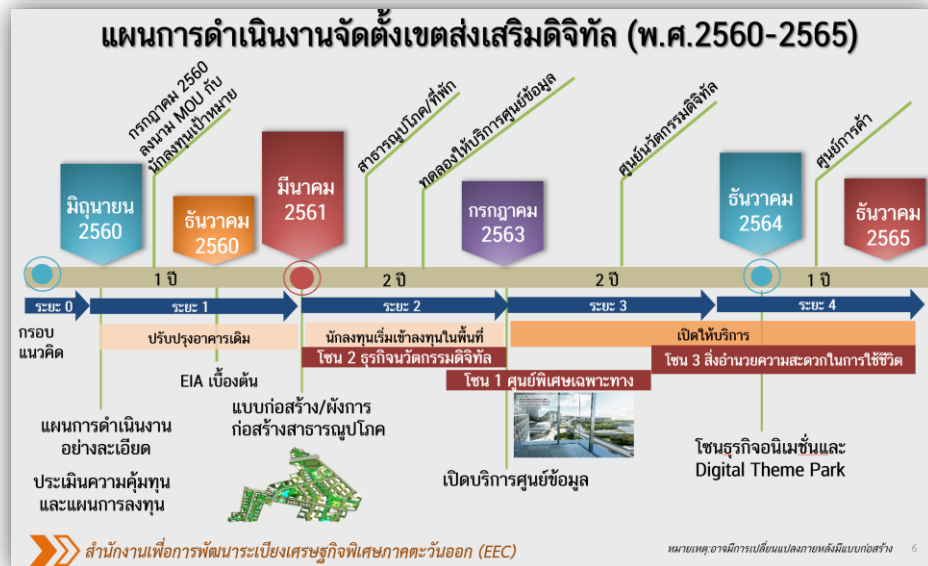 แผนการดำเนินงานจัดตั้งเขตส่งเสริมดิจิทัล (พ.ศ.2560-2565)
กรกฎาคม 2560
ลงนาม MOU กับ
นักลงทุนเป้าหมาย
สาธารณูปโภค/ที่พัก
ทดลองให้บริการศูนย์ข้อมูล
ศูนย์นวัตกรรมดิจิทัล
ศูนย์การค้า
มิถุนายน
2560
ธันวาคม
2560
มีนาคม
2561
กรกฎาคม
2563
ธันวาคม
2564
ธันวาคม
2565
1 ปี
2 ปี
2 ปี
1 ปี
ระยะ 0
ระยะ 1
ระยะ 2
ระยะ 3
ระยะ 4
กรอบ
แนวคิด
ปรับปรุงอาคารเดิม
นักลงทุนเริ่มเข้าลงทุนในพื้นที่
เปิดให้บริการ
โซน 2 ธุรกิจนวัตกรรมดิจิทัล
โซน 3 สิ่งอำนวยความสะดวกในการใช้ชีวิต
โซน 1 ศูนย์พิเศษเฉพาะทาง
EIA เบื้องต้น
แบบก่อสร้าง/ผังการ
ก่อสร้างสาธารณูปโภค
แผนการดำเนินงาน
อย่างละเอียด
ประเมินความคุ้มทุน
และแผนการลงทุน
เปิดบริการศูนย์ข้อมูล
โซนธุรกิจอนิเมชั่นและ
Digital Theme Park
สำนักงานเพื่อการพัฒนาระเบียงเศรษฐกิจพิเศษภาคตะวันออก (EEC)
หมายเหตุ:อาจมีการเปลี่ยนแปลงภายหลังมีแบบก่อสร้าง
6